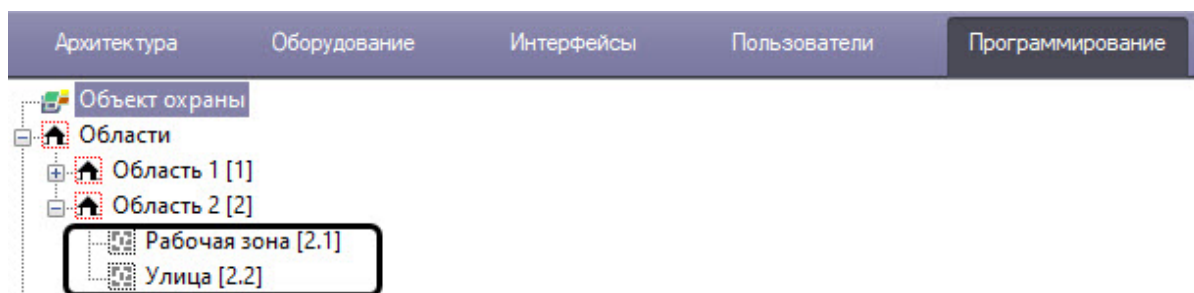 Архитектура Оборудование Интерфейсы Пользователи Программирование
Объект охраны
Области
Область 1 [1]
Область 2 [2]
Рабочая зона [2.1]
Улица [2.2]